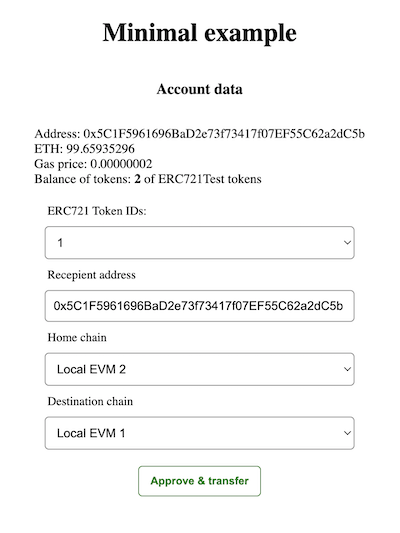 Minimal example
Account data
Address: 0x5C1F5961696BaD2e73f73417f07EF55C62a2dC5b
ETH: 99.65935296
Gas price: 0.00000002
Balance of tokens: 2 of ERC721Test tokens
ERC721 Token IDs:
1
Recepient address
0x5C1F5961696BaD2e73f73417f07EF55C62a2dC5b
Home chain
Local EVM 2
Destination chain
Local EVM 1
Approve & transfer